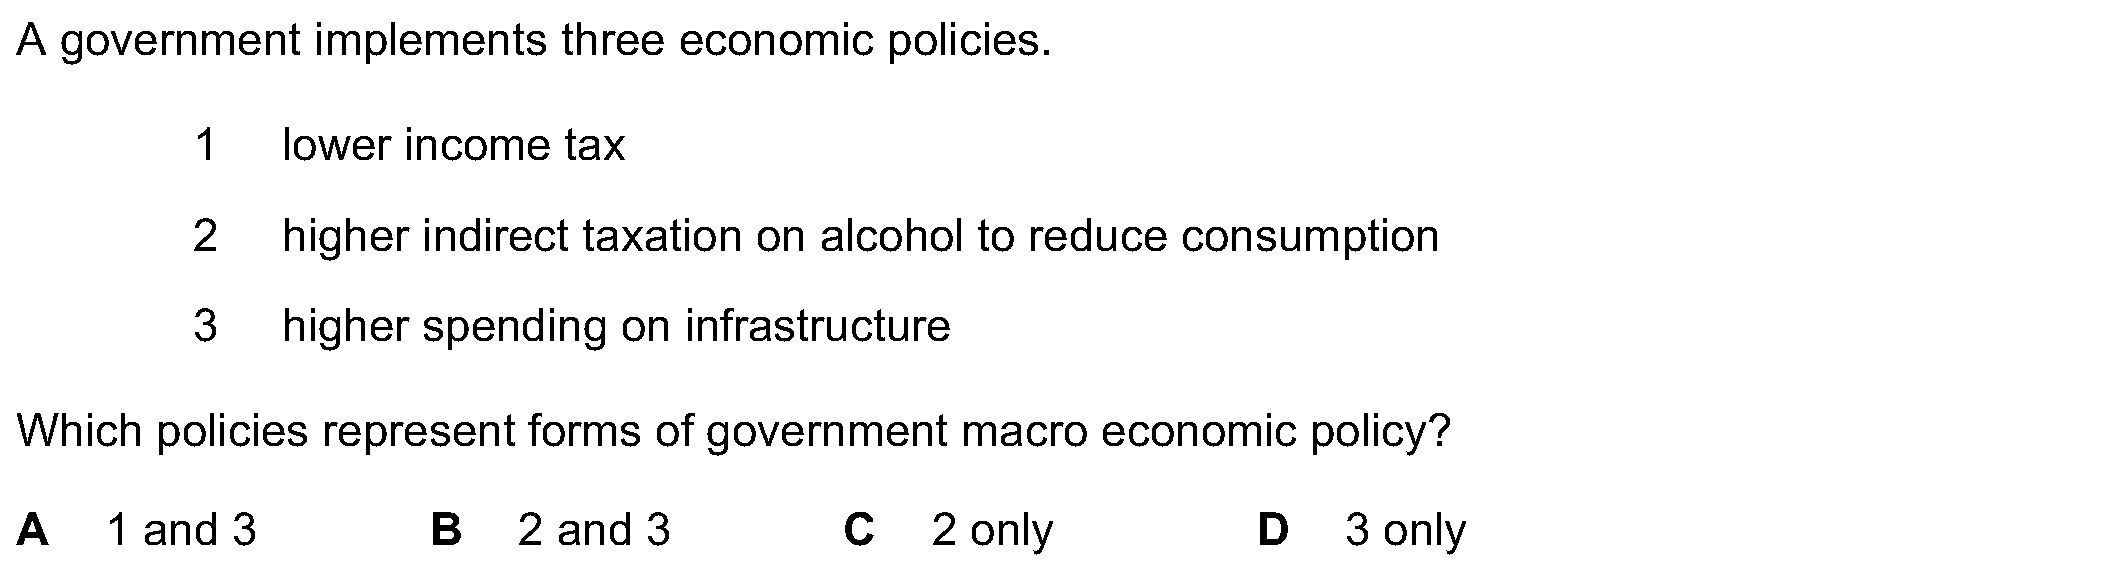 A government implements three economic policies.
1 lower income tax
2 higher indirect taxation on alcohol to reduce consumption
3 higher spending on infrastructure
Which policies represent forms of government macro economic policy?
A 1 and 3 B 2 and 3 C 2 only D 3 only